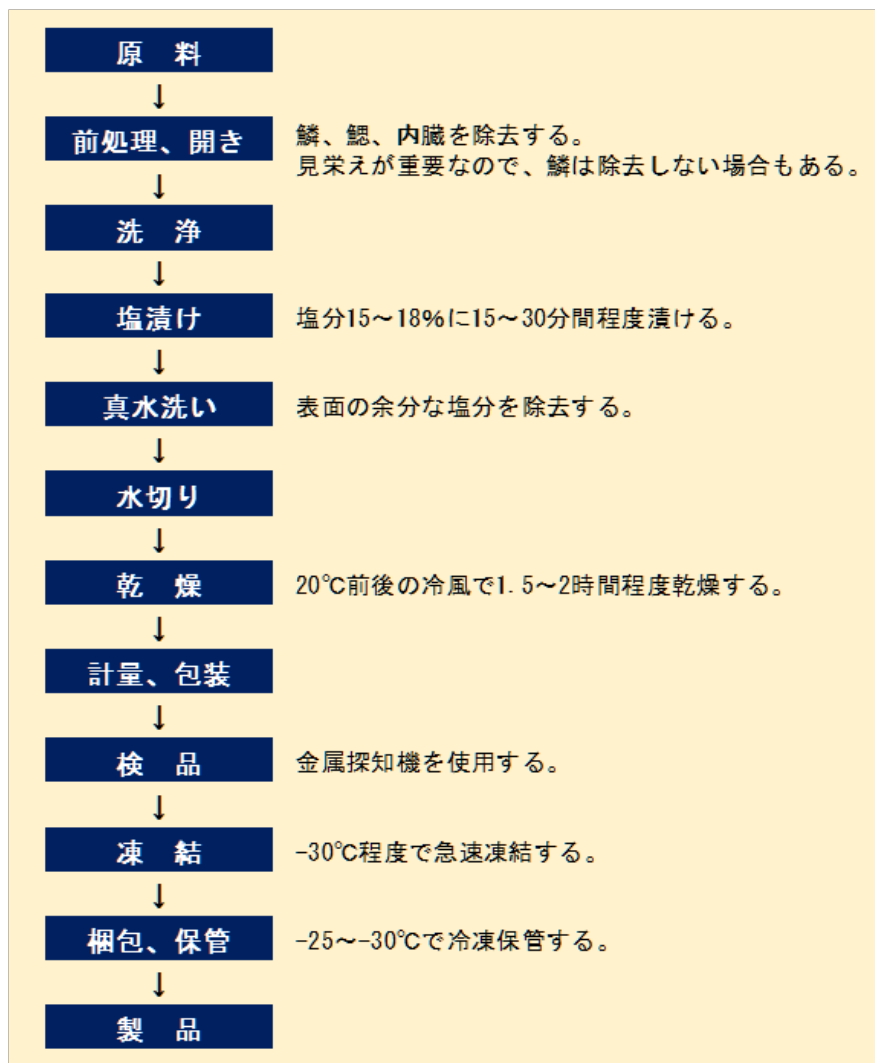 原　料
↓
前処理、開き　鱗、鰓、内臓を除去する。
見栄えが重要なので、鱗は除去しない場合もある。
↓
洗　浄
↓
塩漬け　塩分15～18%に15～30分間程度漬ける。
↓
真水洗い　表面の余分な塩分を除去する。
↓
水切り
↓
乾　燥　20℃前後の冷風で1.5～2時間程度乾燥する。
↓
計量、包装
↓
検　品　金属探知機を使用する。
↓
凍　結　-30℃程度で急速凍結する。
↓
梱包、保管　-25～-30℃で冷凍保管する。
↓
製　品